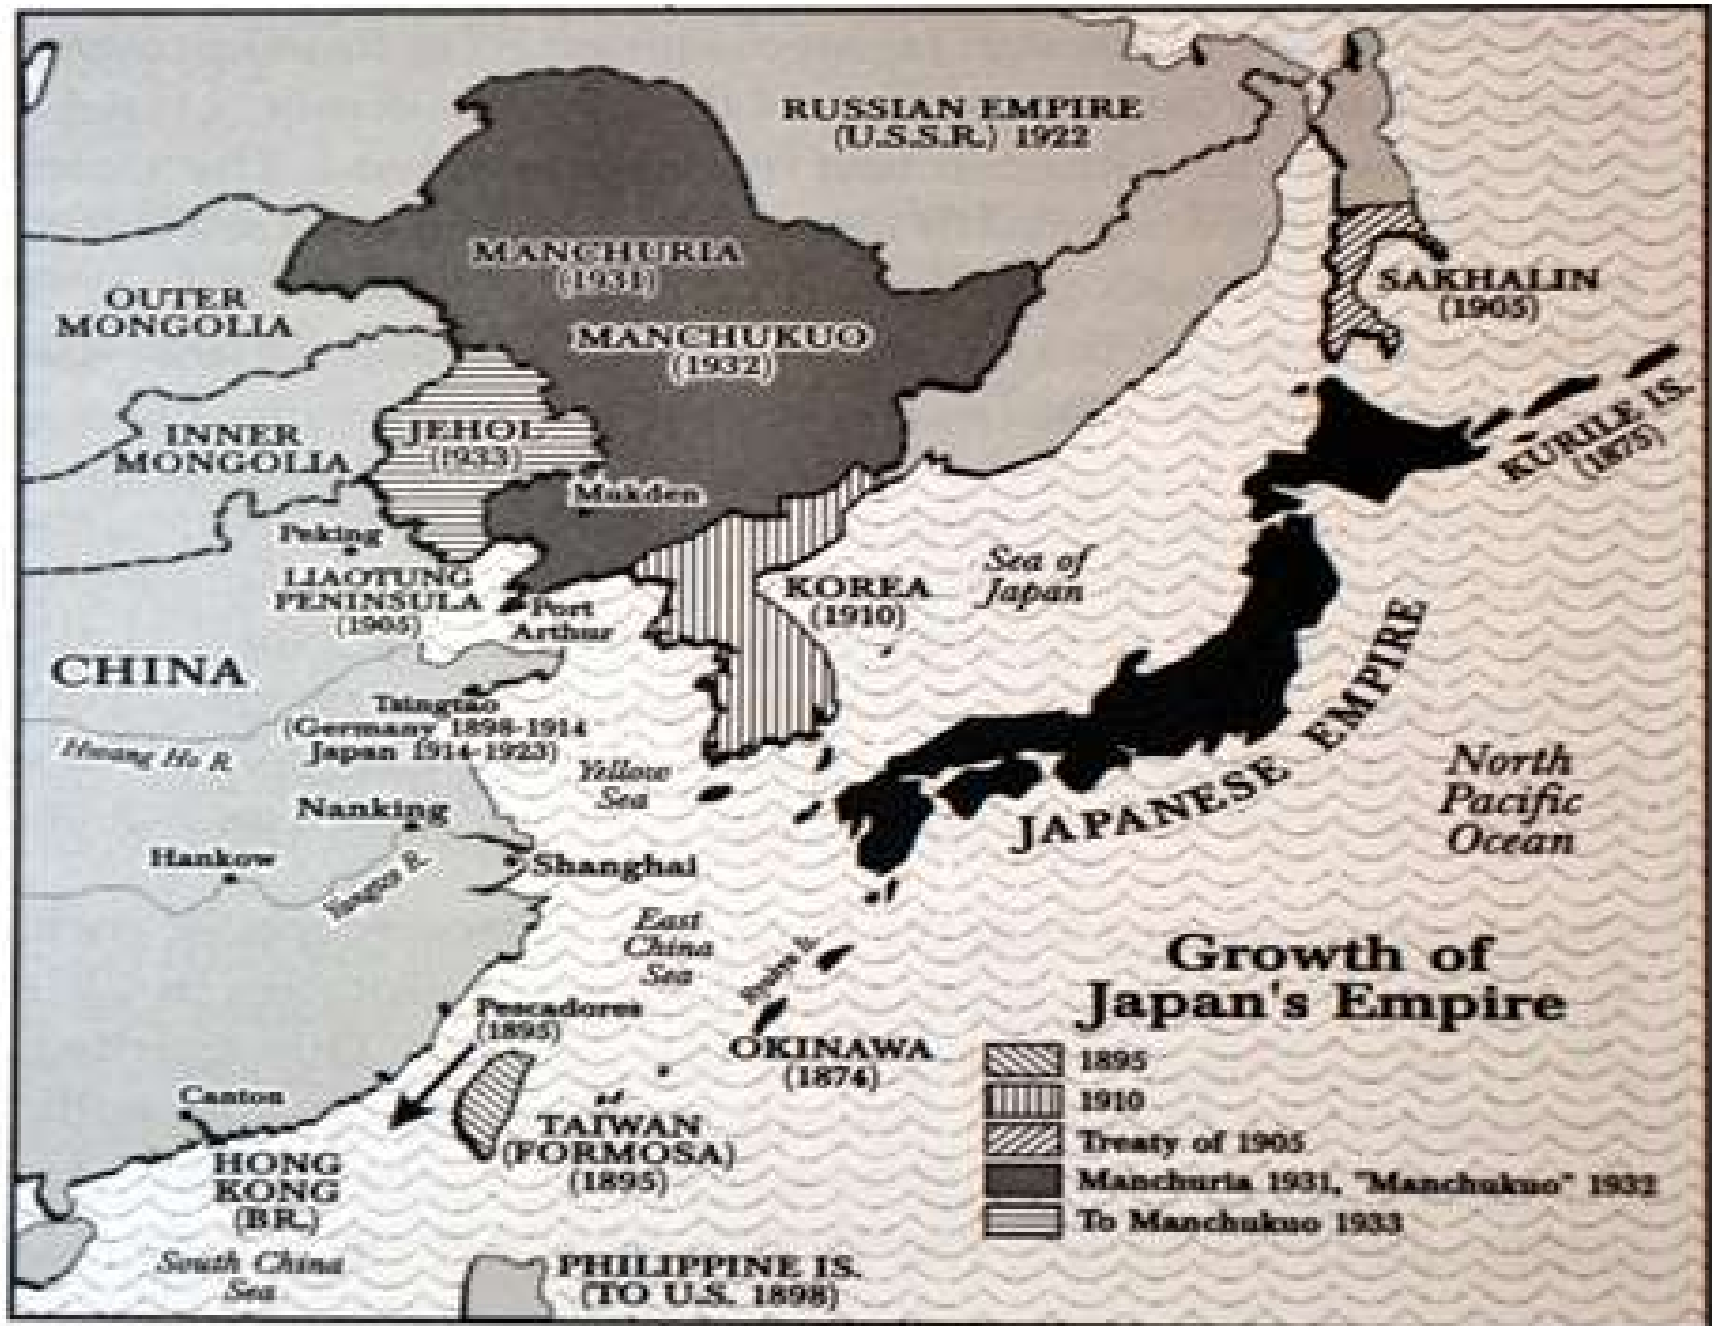 RUSSIAN EMPIRE
(U.S.S.R.) 1922
MANCHURIA
(1931)
MANCHUKUO
(1932)
OUTER
MONGOLIA
SAKHALIN
(1905)
KURILE IS.
(1875)
INNER
MONGOLIA
JEHOL
(1933)
Mukden
Peking
LIAOTUNG
PENINSULA
(1905)
Port
Arthur
KOREA
(1910)
Sea of
Japan
CHINA
Tsingtao
(Germany 1898-1914
Japan 1914-1923)
Hwang Ho R.
Yellow
Sea
JAPANESE EMPIRE
North
Pacific
Ocean
Nanking
Hankow
Shanghai
East
China
Sea
Pescadores
(1895)
OKINAWA
(1874)
Canton
TAIWAN
(FORMOSA)
(1895)
HONG
KONG
(BR.)
South China
Sea
PHILIPPINE IS.
(TO U.S. 1898)
Growth of
Japan's Empire
1895
1910
Treaty of 1905
Manchuria 1931, "Manchukuo" 1932
To Manchukuo 1933